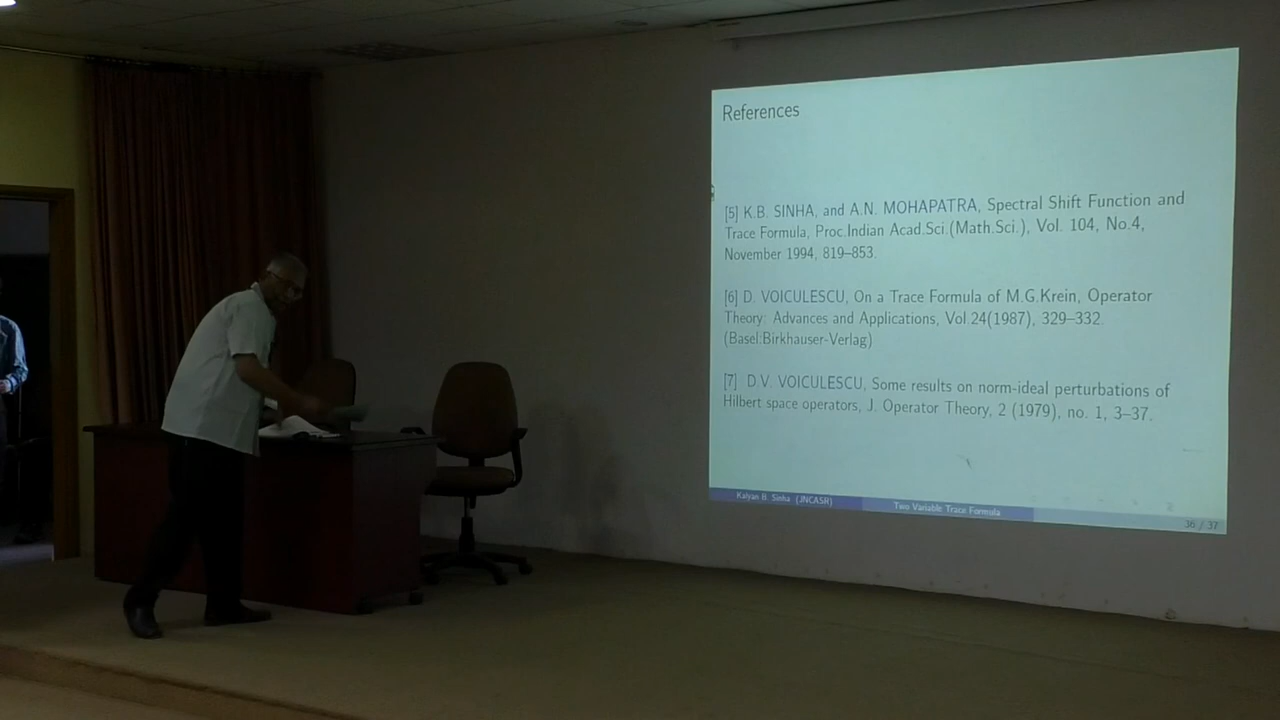 References
[5] K.B. SINHA, and A.N. MOHAPATRA, Spectral Shift Function and
Trace Formula, Proc.Indian Acad.Sci.(Math.Sci.), Vol. 104, No.4,
November 1994, 819–853.
[6] D. VOICULESCU, On a Trace Formula of M.G.Krein, Operator
Theory: Advances and Applications, Vol.24(1987), 329–332.
(Basel:Birkhauser-Verlag)
[7] D.V. VOICULESCU, Some results on norm-ideal perturbations of
Hilbert space operators, J. Operator Theory, 2 (1979), no. 1, 3–37.
Kalyan B. Sinha (JNCASR) Two Variable Trace Formula 36 / 37